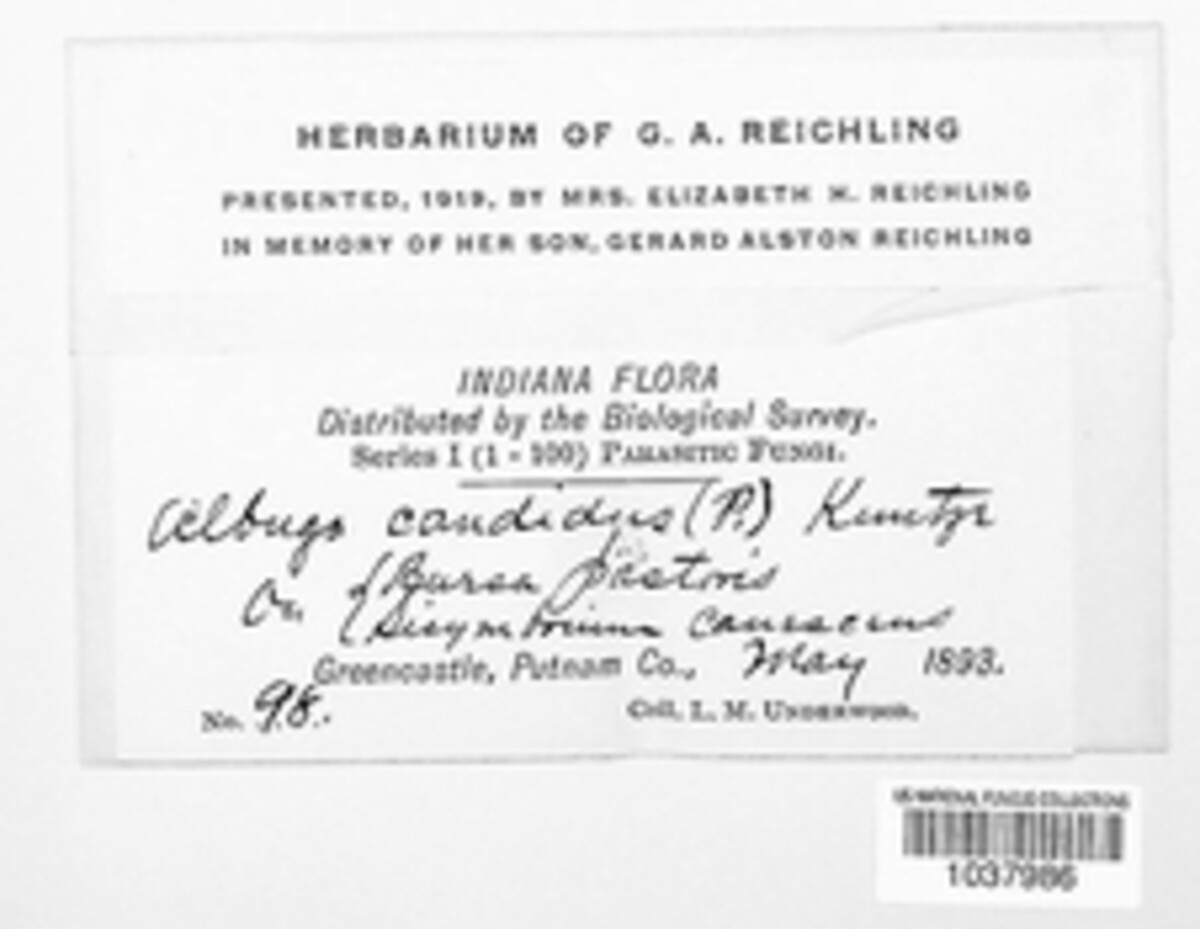 HERBARIUM OF G. A. REICHLING
PRESENTED, 1919, BY MRS. ELIZABETH H. REICHLING
IN MEMORY OF HER SON, GERARD ALSTON REICHLING
INDIANA FLORA
Distributed by the Biological Survey.
Series I (1 - 100) PARASITIC FUNGI.
Albugo candidus (P.) Kuntze
On { Bursa pastoris
Sisymbrium canescens
Greencastle, Putnam Co., May 1893.
No. 98. Coll. L. M. UNDERWOOD.
US NATIONAL FUNGUS COLLECTIONS
1037986